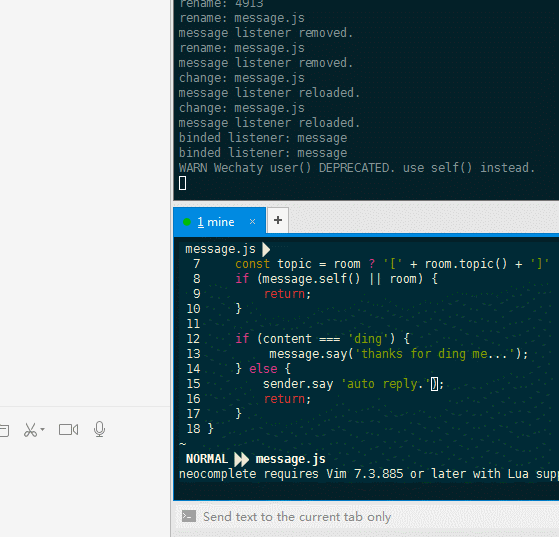 rename: 4913
rename: message.js
message listener removed.
rename: message.js
message listener removed.
change: message.js
message listener reloaded.
change: message.js
message listener reloaded.
binded listener: message
binded listener: message
WARN Wechaty user() DEPRECATED. use self() instead.
1 mine × +
message.js
7 const topic = room ? '[' + room.topic() + ']'
8 if (message.self() || room) {
9 return;
10 }
11
12 if (content === 'ding') {
13 message.say('thanks for ding me...');
14 } else {
15 sender.say 'auto reply.');
16 return;
17 }
18 }
~
NORMAL message.js
neocomplete requires Vim 7.3.885 or later with Lua supp
Send text to the current tab only